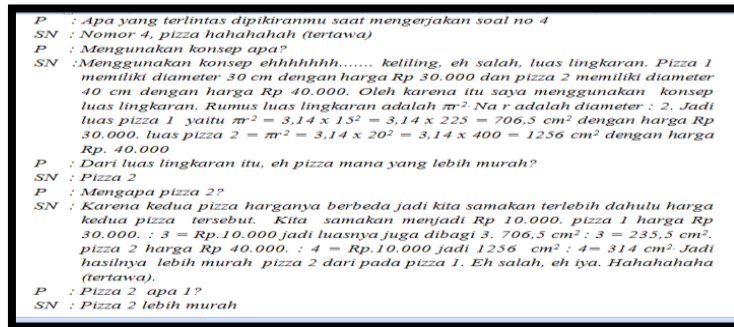 P : Apa yang terlintas dipikiranmu saat mengerjakan soal no 4
SN : Nomor 4, pizza hahahahah (tertawa)
P : Mengunakan konsep apa?
SN :Menggunakan konsep ehhhhhhh....... keliling, eh salah, luas lingkaran. Pizza 1
memiliki diameter 30 cm dengan harga Rp 30.000 dan pizza 2 memiliki diameter
40 cm dengan harga Rp 40.000. Oleh karena itu saya menggunakan konsep
luas lingkaran. Rumus luas lingkaran adalah πr². Na r adalah diameter : 2. Jadi
luas pizza 1 yaitu πr² = 3,14 x 15² = 3,14 x 225 = 706,5 cm² dengan harga Rp
30.000. luas pizza 2 = πr² = 3,14 x 20² = 3,14 x 400 = 1256 cm² dengan harga
Rp. 40.000
P : Dari luas lingkaran itu, eh pizza mana yang lebih murah?
SN : Pizza 2
P : Mengapa pizza 2?
SN : Karena kedua pizza harganya berbeda jadi kita samakan terlebih dahulu harga
kedua pizza tersebut. Kita samakan menjadi Rp 10.000. pizza 1 harga Rp
30.000. : 3 = Rp.10.000 jadi luasnya juga dibagi 3. 706,5 cm² : 3 = 235,5 cm².
pizza 2 harga Rp 40.000. : 4 = Rp.10.000 jadi 1256 cm² : 4= 314 cm². Jadi
hasilnya lebih murah pizza 2 dari pada pizza 1. Eh salah, eh iya. Hahahahaha
(tertawa).
P : Pizza 2 apa 1?
SN : Pizza 2 lebih murah